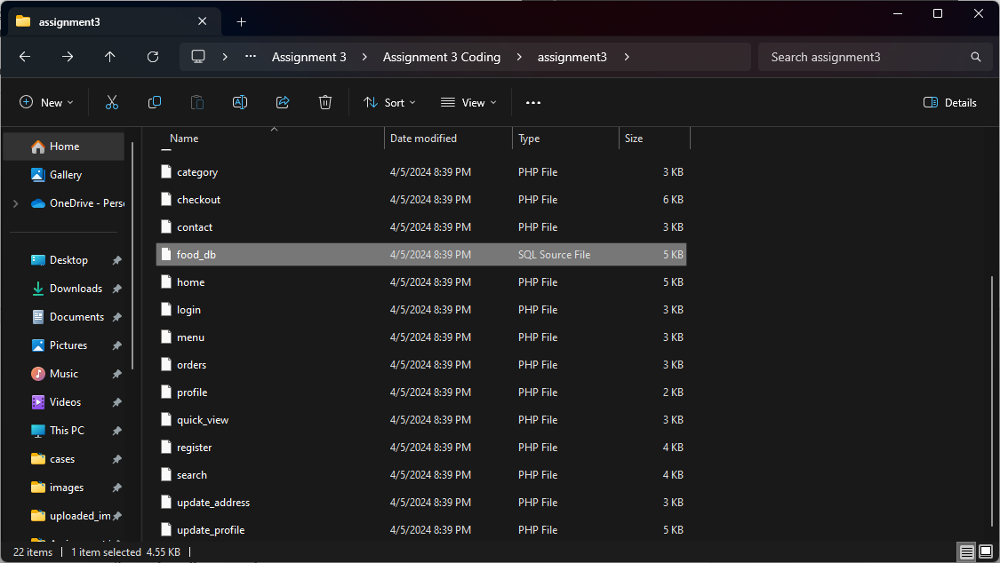 assignment3
Assignment 3 Assignment 3 Coding assignment3
Search assignment3
New Sort View ... Details
Home
Gallery
OneDrive - Pers
Desktop
Downloads
Documents
Pictures
Music
Videos
This PC
cases
images
uploaded_im
Name Date modified Type Size
category 4/5/2024 8:39 PM PHP File 3 KB
checkout 4/5/2024 8:39 PM PHP File 6 KB
contact 4/5/2024 8:39 PM PHP File 3 KB
food_db 4/5/2024 8:39 PM SQL Source File 5 KB
home 4/5/2024 8:39 PM PHP File 5 KB
login 4/5/2024 8:39 PM PHP File 3 KB
menu 4/5/2024 8:39 PM PHP File 3 KB
orders 4/5/2024 8:39 PM PHP File 3 KB
profile 4/5/2024 8:39 PM PHP File 2 KB
quick_view 4/5/2024 8:39 PM PHP File 3 KB
register 4/5/2024 8:39 PM PHP File 4 KB
search 4/5/2024 8:39 PM PHP File 4 KB
update_address 4/5/2024 8:39 PM PHP File 3 KB
update_profile 4/5/2024 8:39 PM PHP File 5 KB
22 items 1 item selected 4.55 KB